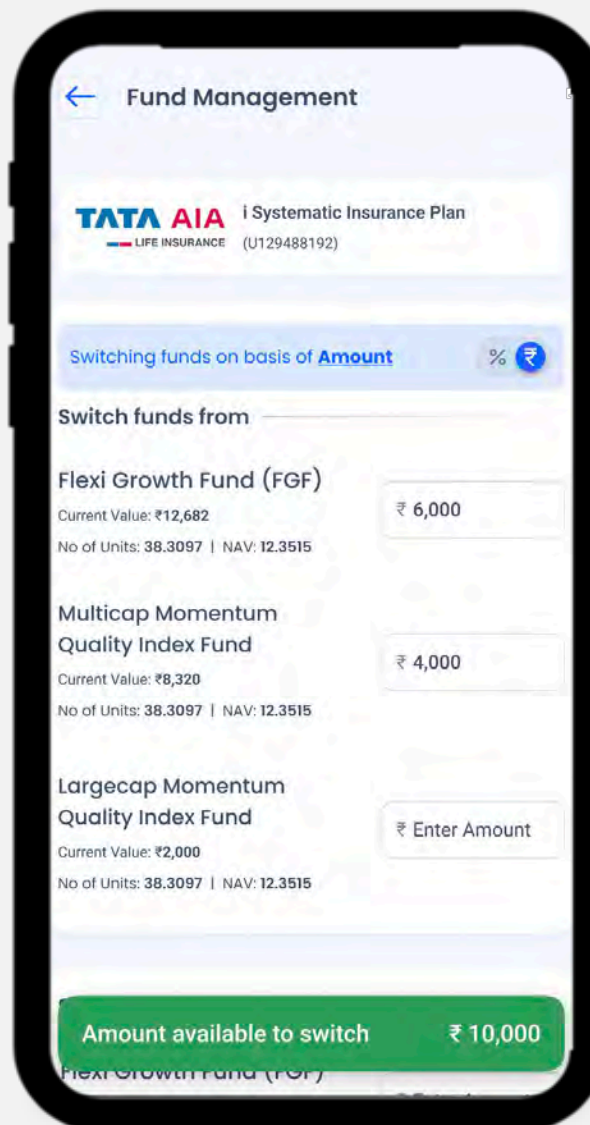 Fund Management
TATA AIA
LIFE INSURANCE
i Systematic Insurance Plan
(U129488192)
Switching funds on basis of Amount
% ₹
Switch funds from
Flexi Growth Fund (FGF)
Current Value: ₹12,682
No of Units: 38.3097 | NAV: 12.3515
₹ 6,000
Multicap Momentum
Quality Index Fund
Current Value: ₹8,320
No of Units: 38.3097 | NAV: 12.3515
₹ 4,000
Largecap Momentum
Quality Index Fund
Current Value: ₹2,000
No of Units: 38.3097 | NAV: 12.3515
₹ Enter Amount
Amount available to switch ₹ 10,000
Flexi Growth Fund (FGF)